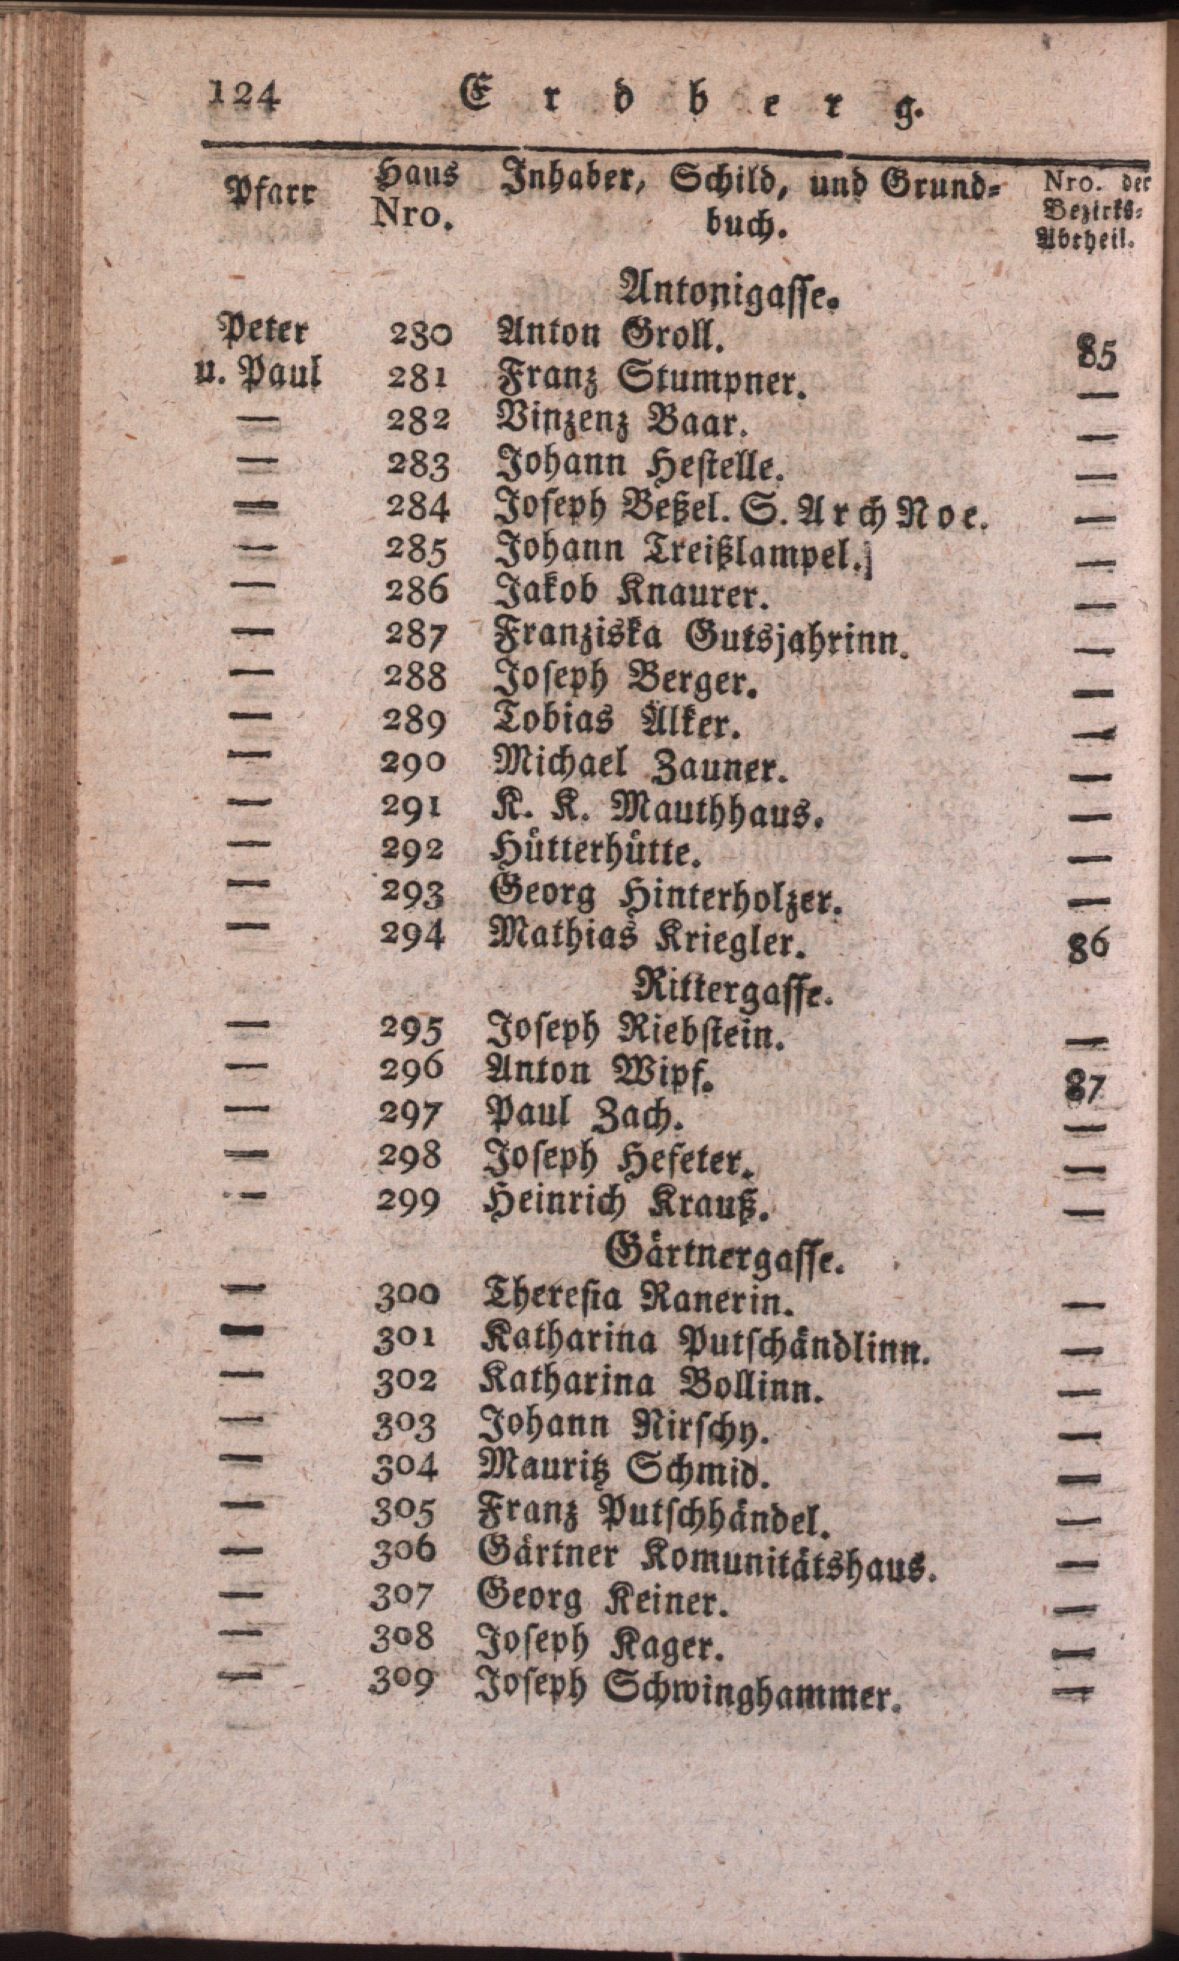 124 Erdberg.
Pfarr Haus Nro. Inhaber, Schild, und Grund= buch. Nro. der Bezirks= Abtheil.
Antonigasse.
Peter 280 Anton Groll. 85
u. Paul 281 Franz Stumpner. —
— 282 Vinzenz Baar. —
— 283 Johann Hestelle. —
— 284 Joseph Beßel. S. Arch Noe. —
— 285 Johann Treißlampel. —
— 286 Jakob Knaurer. —
— 287 Franziska Gutsjahrinn. —
— 288 Joseph Berger. —
— 289 Tobias Alker. —
— 290 Michael Zauner. —
— 291 K. K. Mauthhaus. —
— 292 Hütterhütte. —
— 293 Georg Hinterholzer. —
— 294 Mathias Kriegler. 86
Rittergasse.
— 295 Joseph Riebstein. —
— 296 Anton Wipf. 87
— 297 Paul Zach. —
— 298 Joseph Hefeter. —
— 299 Heinrich Krauß. —
Gärtnergasse.
— 300 Theresia Ranerin. —
— 301 Katharina Putschändlinn. —
— 302 Katharina Bollinn. —
— 303 Johann Nirschy. —
— 304 Mauritz Schmid. —
— 305 Franz Putschhändel. —
— 306 Gärtner Komunitätshaus. —
— 307 Georg Keiner. —
— 308 Joseph Kager. —
— 309 Joseph Schwinghammer. —